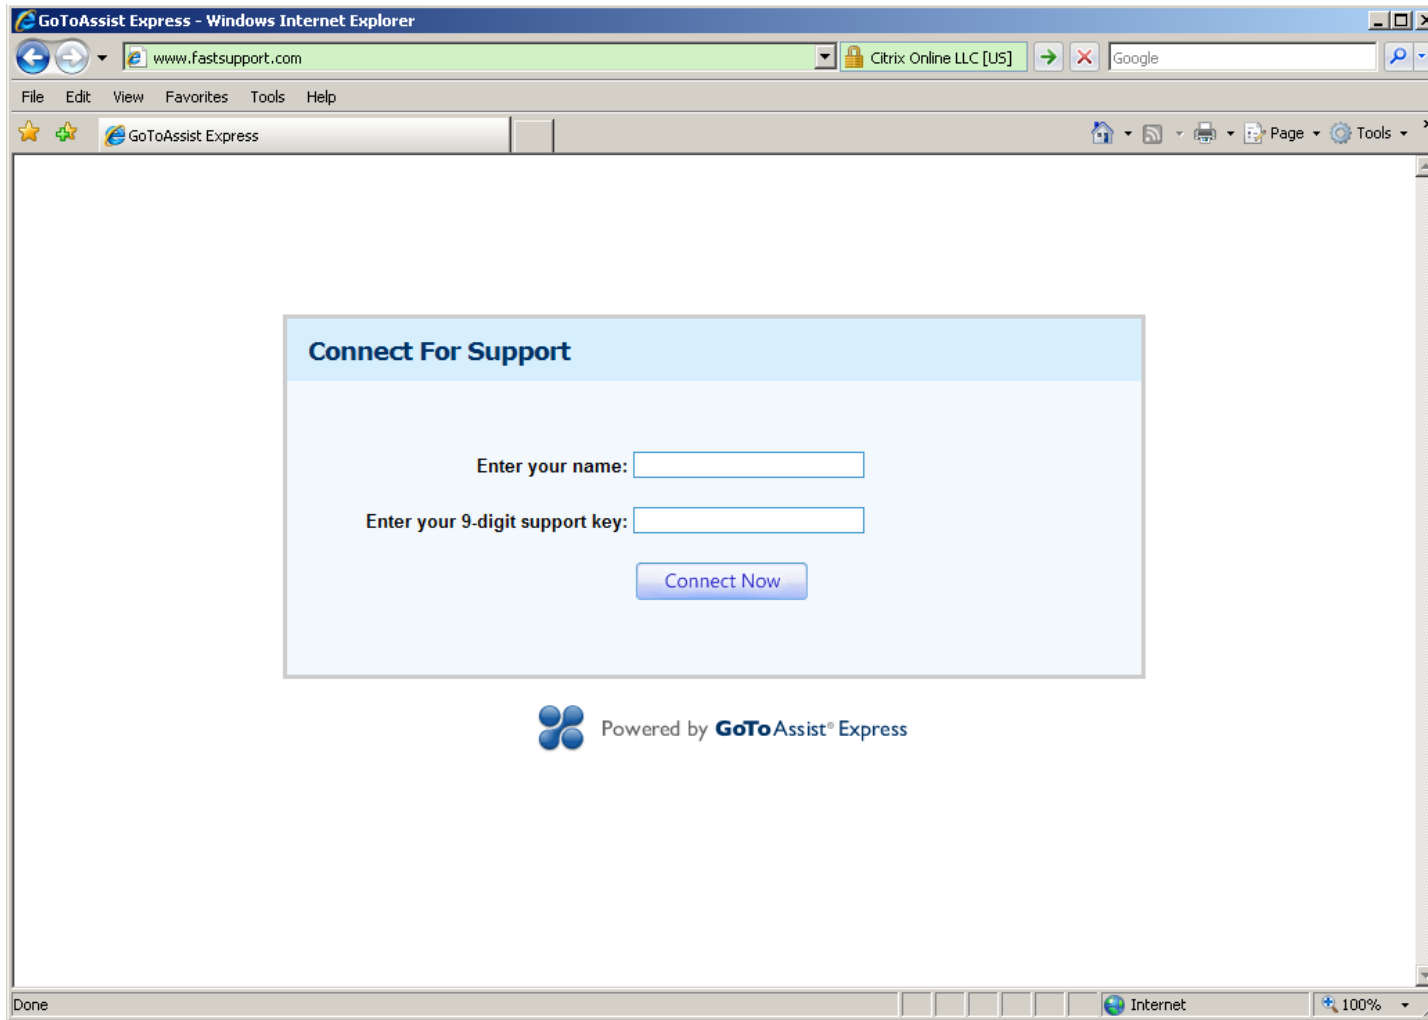 GoToAssist Express - Windows Internet Explorer
www.fastsupport.com Citrix Online LLC [US] Google
File Edit View Favorites Tools Help
GoToAssist Express Page Tools
Connect For Support
Enter your name:
Enter your 9-digit support key:
Connect Now
Powered by GoToAssist® Express
Done Internet 100%